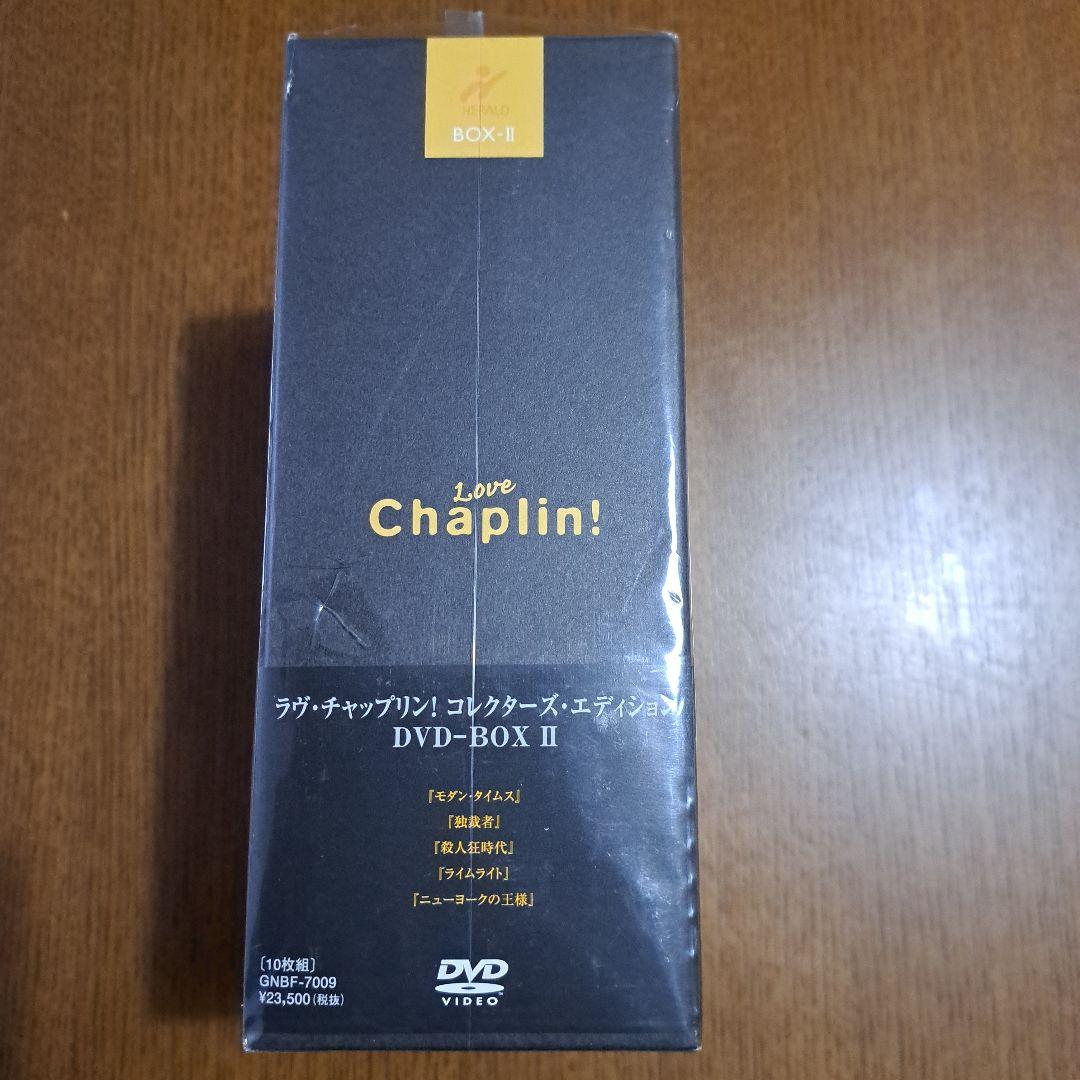 HERALD
BOX-II
Love
Chaplin!
ラヴ・チャップリン! コレクターズ・エディション
DVD-BOX II
『モダン・タイムス』
『独裁者』
『殺人狂時代』
『ライムライト』
『ニューヨークの王様』
〔10枚組〕
GNBF-7009
¥23,500(税抜)
DVD
VIDEO™